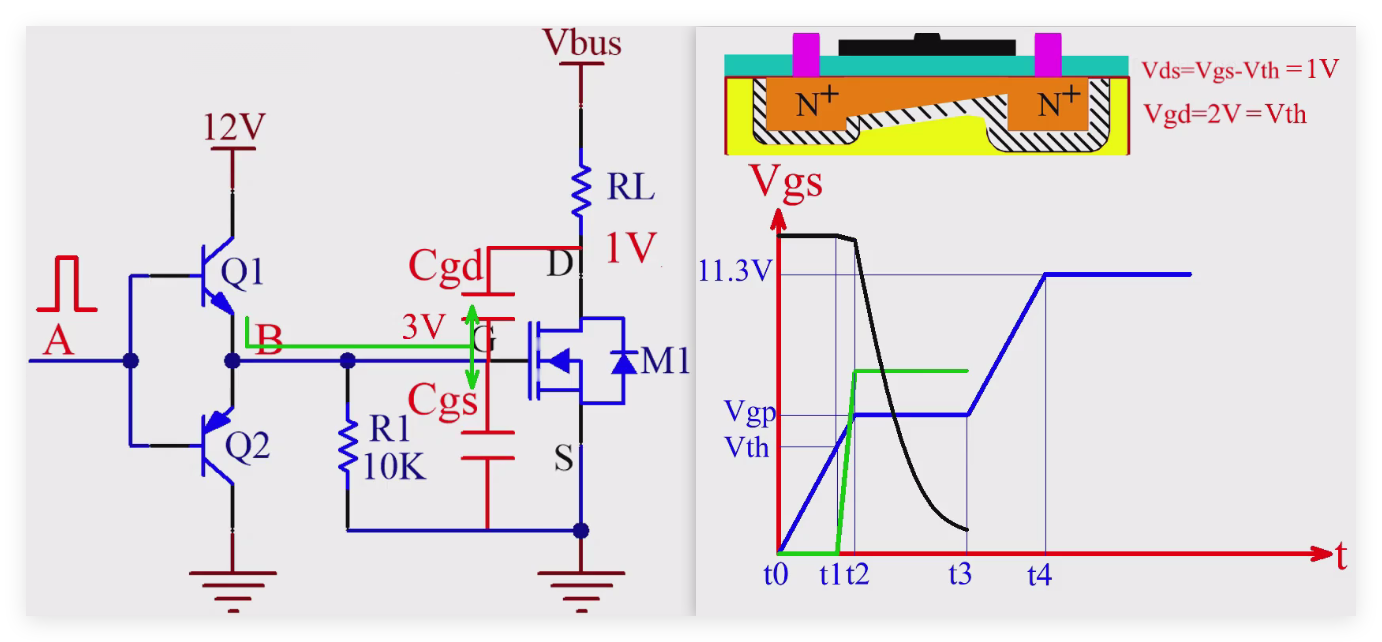 Vbus
12V
RL
Q1
Cgd
D
1V
A
B
3V
G
M1
Cgs
Q2
R1
10K
S
N+
N+
Vds=Vgs-Vth=1V
Vgd=2V=Vth
Vgs
11.3V
Vgp
Vth
t
t0
t1
t2
t3
t4